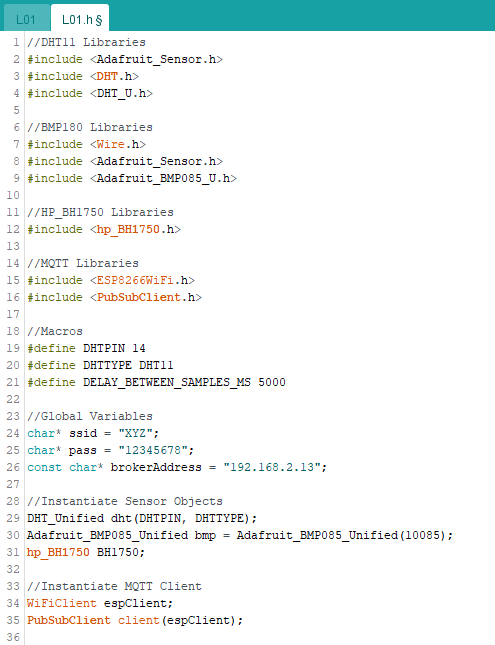 L01 L01.h §
1 //DHT11 Libraries
2 #include <Adafruit_Sensor.h>
3 #include <DHT.h>
4 #include <DHT_U.h>
5
6 //BMP180 Libraries
7 #include <Wire.h>
8 #include <Adafruit_Sensor.h>
9 #include <Adafruit_BMP085_U.h>
10
11 //HP_BH1750 Libraries
12 #include <hp_BH1750.h>
13
14 //MQTT Libraries
15 #include <ESP8266WiFi.h>
16 #include <PubSubClient.h>
17
18 //Macros
19 #define DHTPIN 14
20 #define DHTTYPE DHT11
21 #define DELAY_BETWEEN_SAMPLES_MS 5000
22
23 //Global Variables
24 char* ssid = "XYZ";
25 char* pass = "12345678";
26 const char* brokerAddress = "192.168.2.13";
27
28 //Instantiate Sensor Objects
29 DHT_Unified dht(DHTPIN, DHTTYPE);
30 Adafruit_BMP085_Unified bmp = Adafruit_BMP085_Unified(10085);
31 hp_BH1750 BH1750;
32
33 //Instantiate MQTT Client
34 WiFiClient espClient;
35 PubSubClient client(espClient);
36